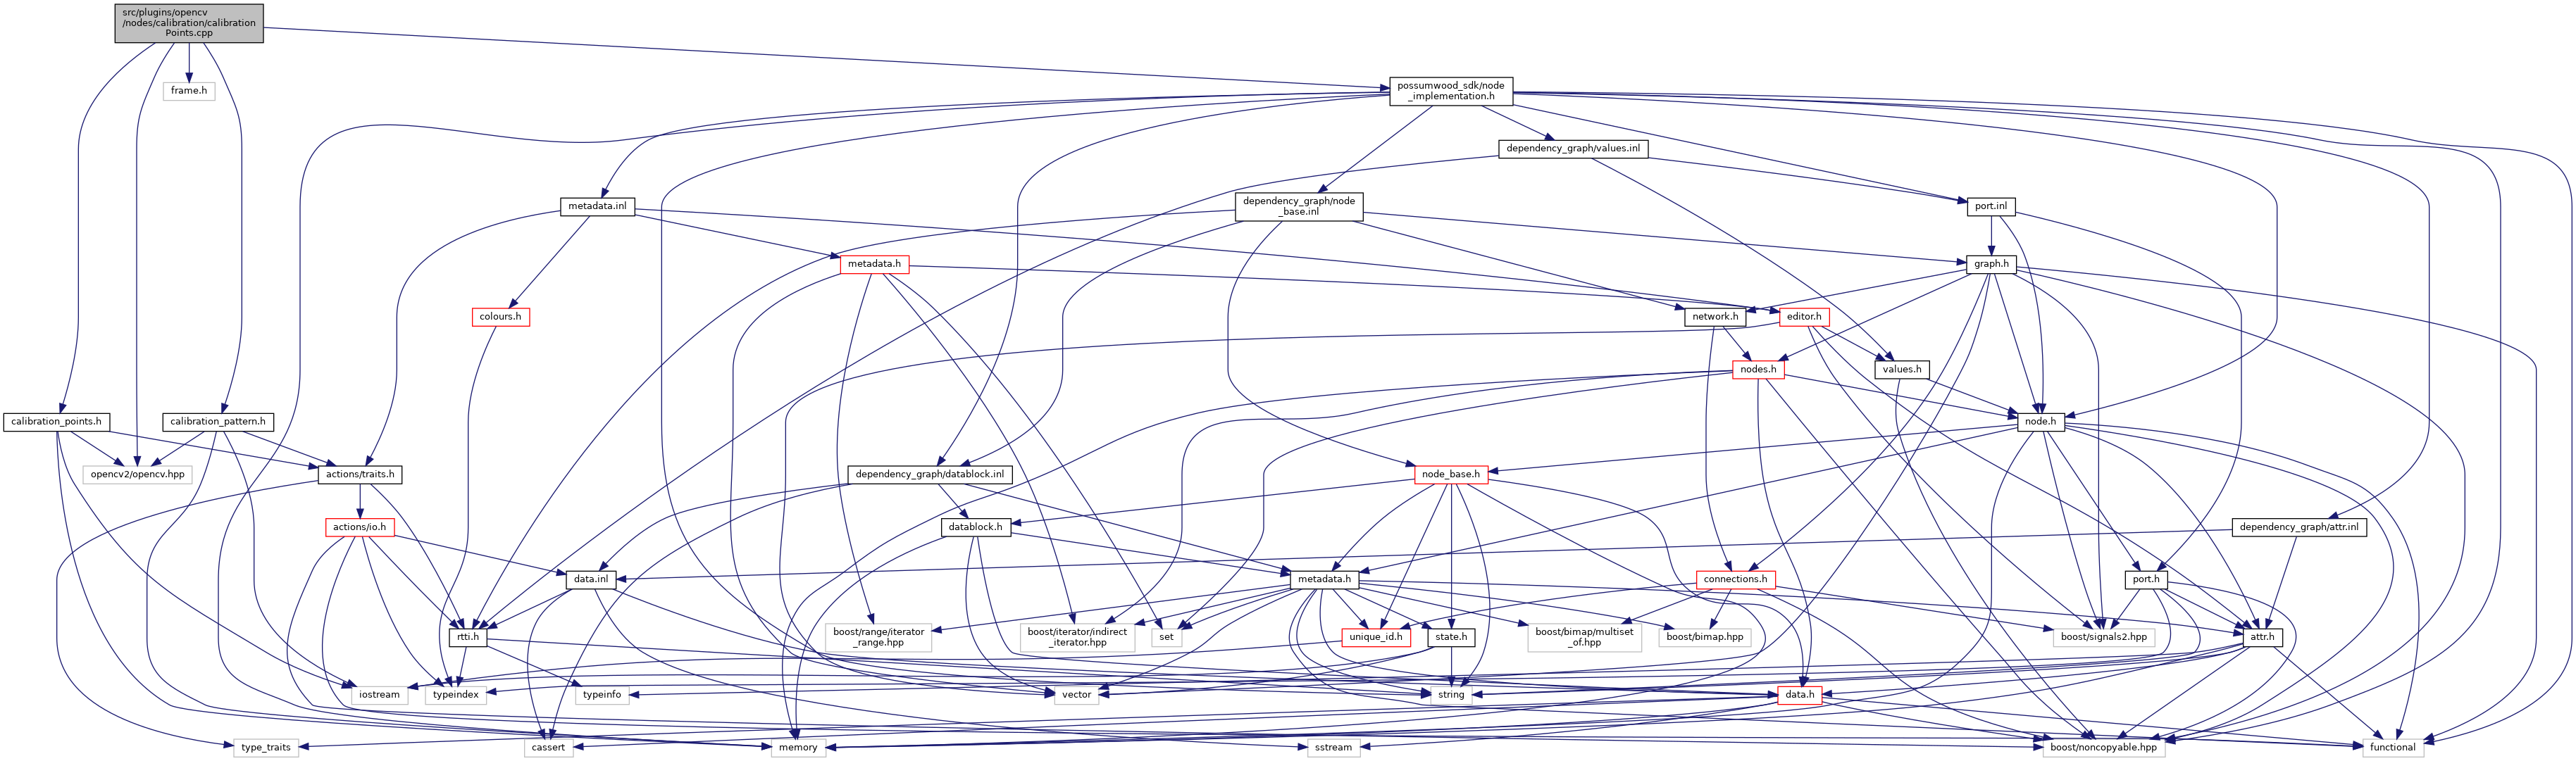 src/plugins/opencv
/nodes/calibration/calibration
Points.cpp
frame.h
possumwood_sdk/node
_implementation.h
dependency_graph/values.inl
metadata.inl
dependency_graph/node
_base.inl
port.inl
metadata.h
graph.h
colours.h
network.h
editor.h
nodes.h
values.h
calibration_points.h
calibration_pattern.h
node.h
opencv2/opencv.hpp
actions/traits.h
dependency_graph/datablock.inl
node_base.h
actions/io.h
datablock.h
dependency_graph/attr.inl
data.inl
metadata.h
connections.h
port.h
rtti.h
boost/range/iterator
_range.hpp
boost/iterator/indirect
_iterator.hpp
set
unique_id.h
state.h
boost/bimap/multiset
_of.hpp
boost/bimap.hpp
boost/signals2.hpp
attr.h
iostream
typeindex
typeinfo
vector
string
data.h
type_traits
cassert
memory
sstream
boost/noncopyable.hpp
functional